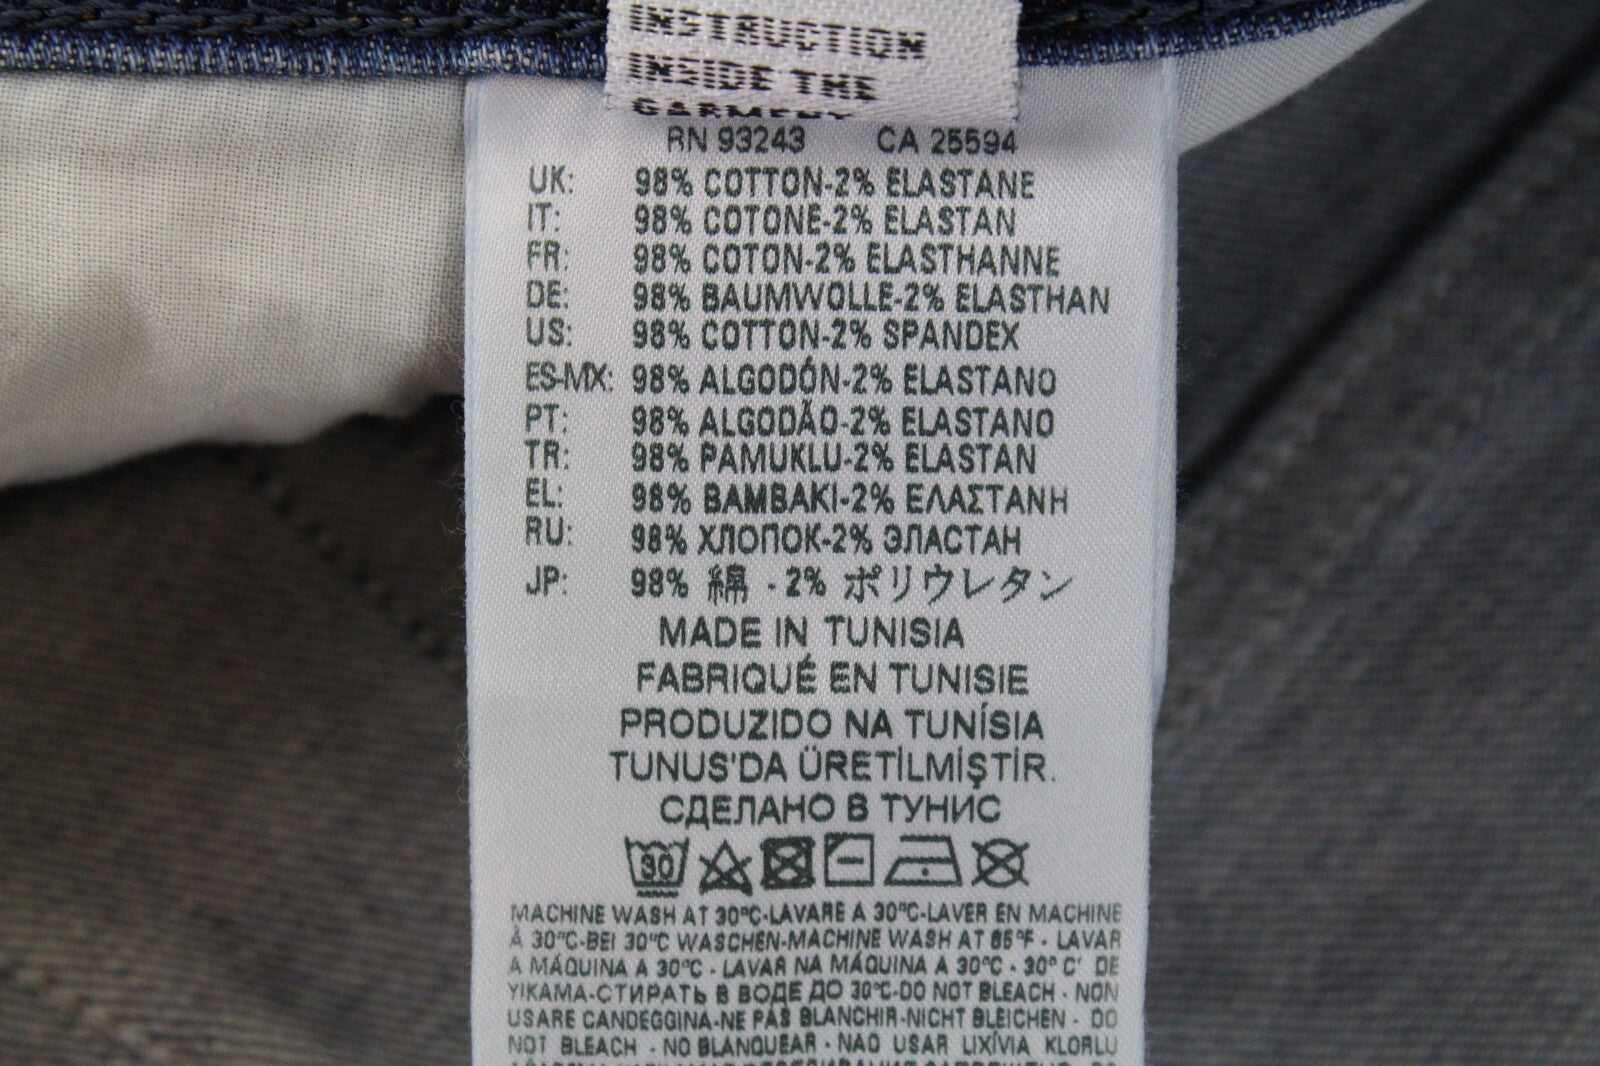 INSTRUCTION
INSIDE THE
GARMENT
RN 93243 CA 25594
UK: 98% COTTON-2% ELASTANE
IT: 98% COTONE-2% ELASTAN
FR: 98% COTON-2% ELASTHANNE
DE: 98% BAUMWOLLE-2% ELASTHAN
US: 98% COTTON-2% SPANDEX
ES-MX: 98% ALGODÓN-2% ELASTANO
PT: 98% ALGODÃO-2% ELASTANO
TR: 98% PAMUKLU-2% ELASTAN
EL: 98% BAMBAKI-2% ΕΛΑΣΤΑΝΗ
RU: 98% ХЛОПОК-2% ЭЛАСТАН
JP: 98% 綿 - 2% ポリウレタン
MADE IN TUNISIA
FABRIQUÉ EN TUNISIE
PRODUZIDO NA TUNÍSIA
TUNUS'DA ÜRETİLMİŞTİR.
СДЕЛАНО В ТУНИС
30
MACHINE WASH AT 30°C-LAVARE A 30°C-LAVER EN MACHINE
À 30°C-BEI 30°C WASCHEN-MACHINE WASH AT 85°F - LAVAR
A MÁQUINA A 30°C - LAVAR NA MÁQUINA A 30°C - 30° C' DE
YIKAMA-СТИРАТЬ В ВОДЕ ДО 30°C-DO NOT BLEACH - NON
USARE CANDEGGINA-NE PAS BLANCHIR-NICHT BLEICHEN - DO
NOT BLEACH - NO BLANQUEAR - NAO USAR LIXÍVIA KLORLU